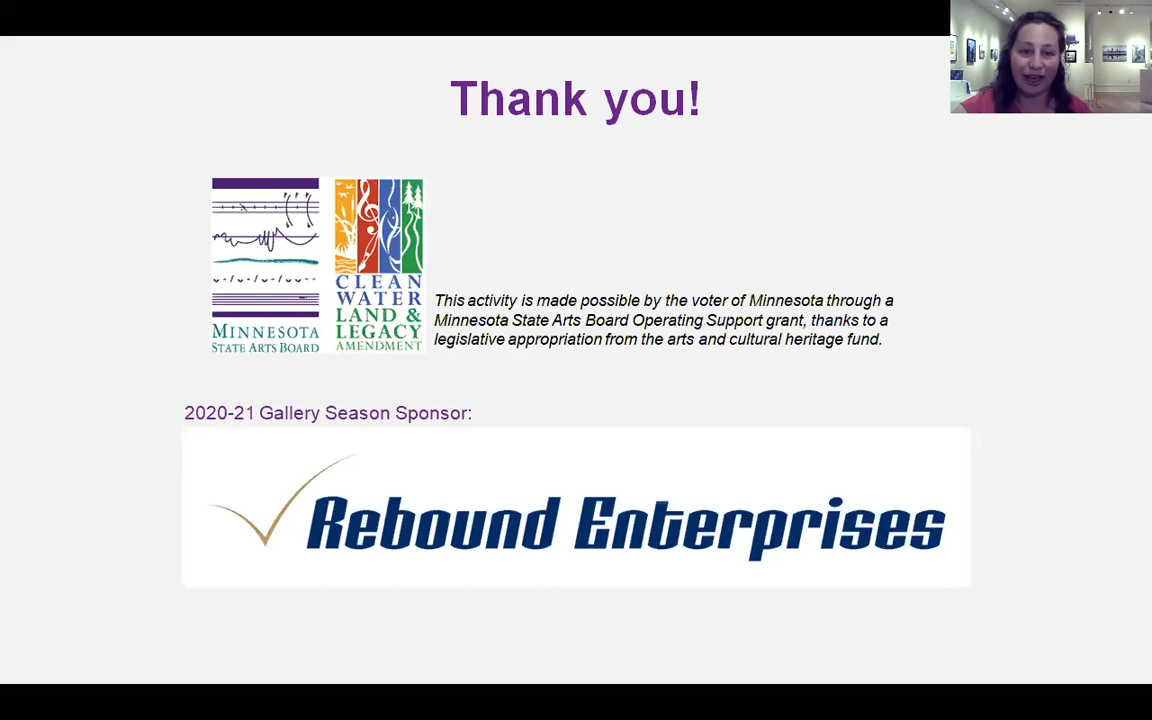 Thank you!
MINNESOTA
STATE ARTS BOARD
CLEAN
WATER
LAND &
LEGACY
AMENDMENT
This activity is made possible by the voter of Minnesota through a
Minnesota State Arts Board Operating Support grant, thanks to a
legislative appropriation from the arts and cultural heritage fund.
2020-21 Gallery Season Sponsor:
Rebound Enterprises